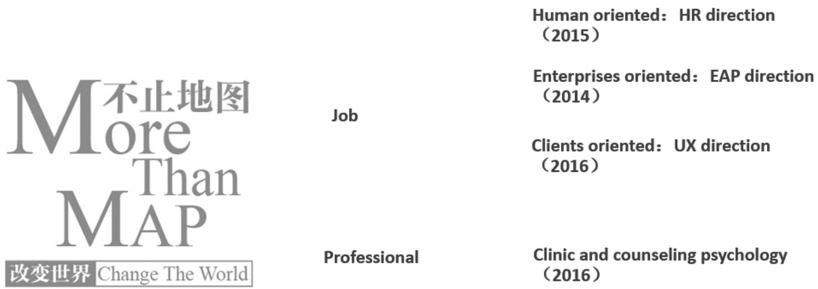 不止地图
More
Than
MAP
改变世界 Change The World
Job
Human oriented：HR direction
（2015）
Enterprises oriented：EAP direction
（2014）
Clients oriented：UX direction
（2016）
Professional
Clinic and counseling psychology
（2016）